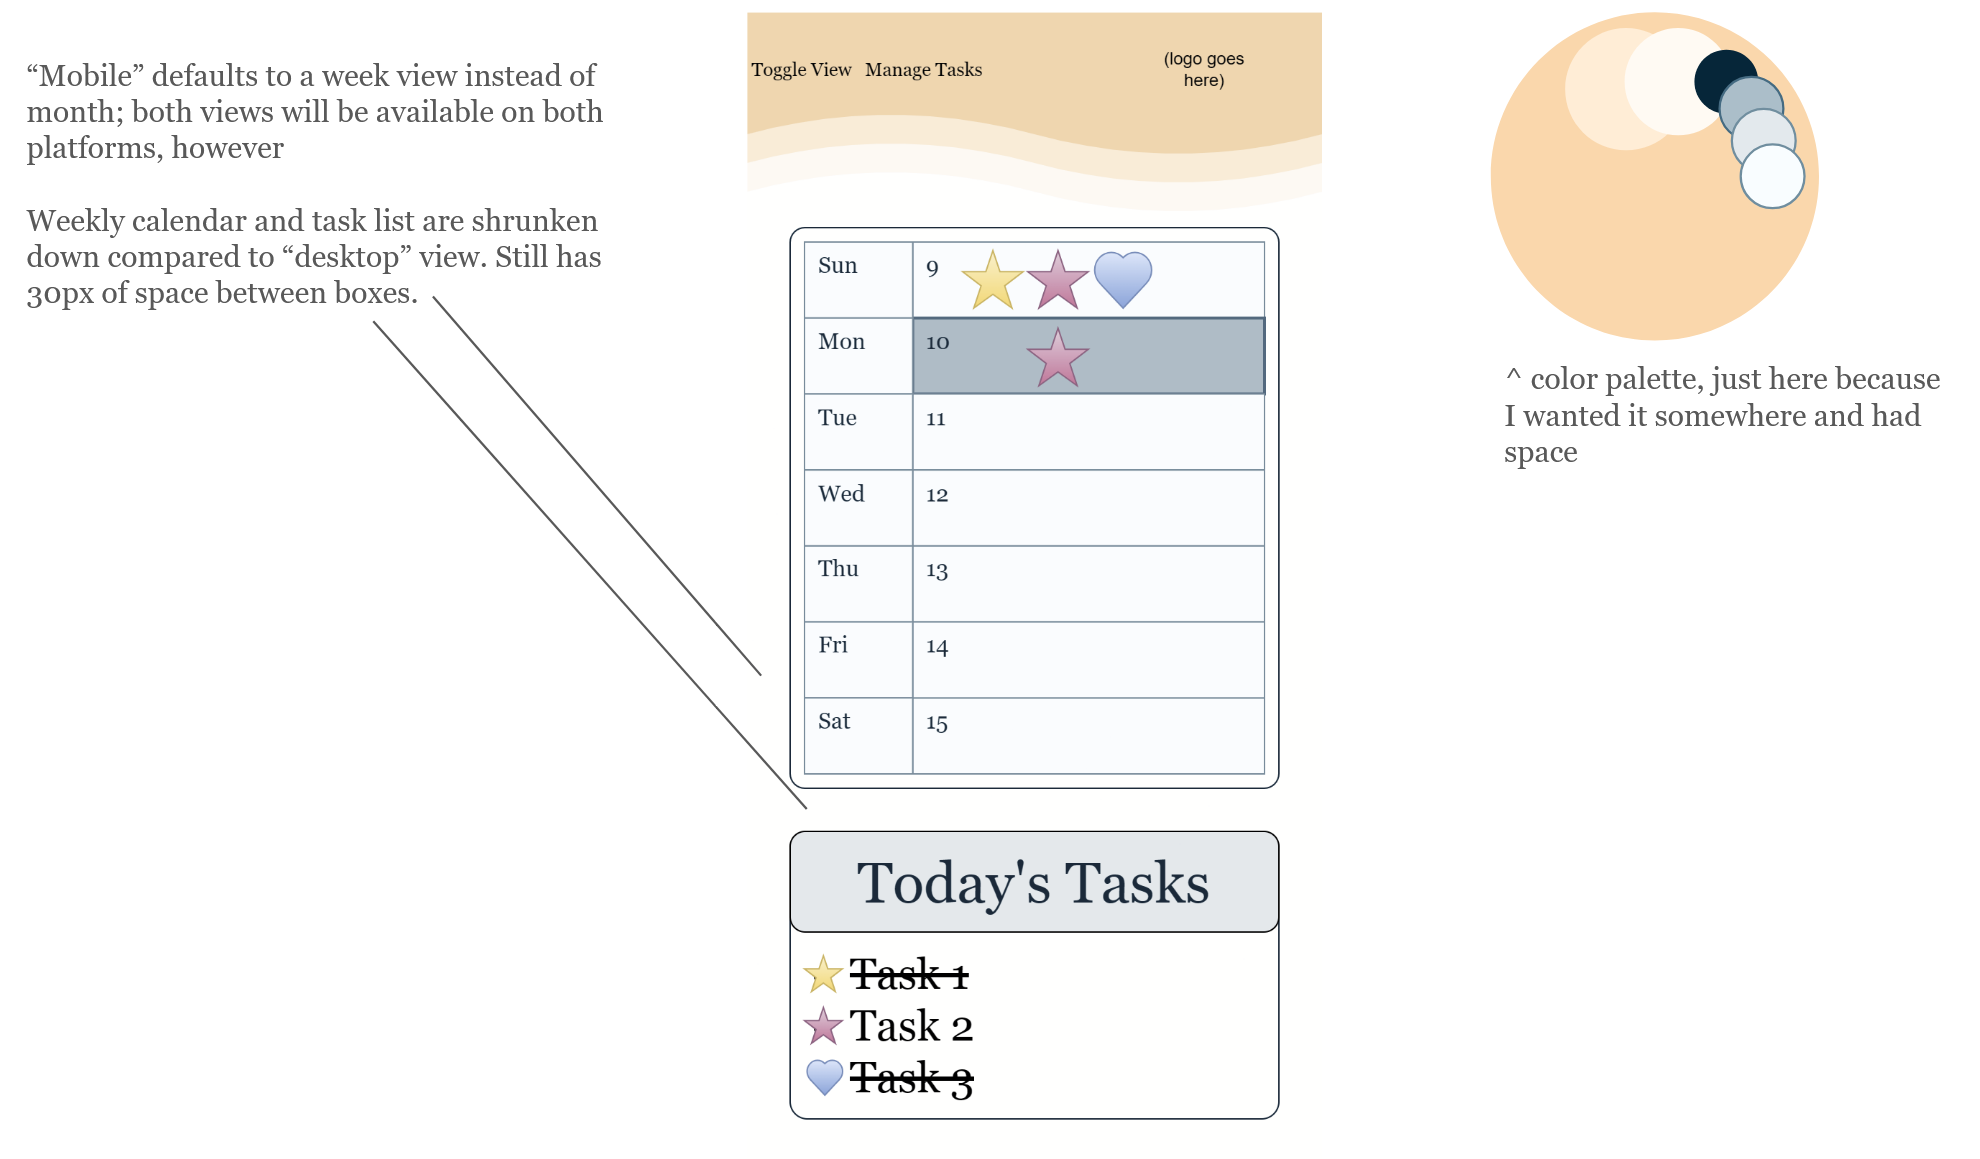 “Mobile” defaults to a week view instead of
month; both views will be available on both
platforms, however
Weekly calendar and task list are shrunken
down compared to “desktop” view. Still has
30px of space between boxes.
Toggle View Manage Tasks
(logo goes
here)
Sun 9
Mon 10
Tue 11
Wed 12
Thu 13
Fri 14
Sat 15
Today's Tasks
Task 1
Task 2
Task 3
^ color palette, just here because
I wanted it somewhere and had
space